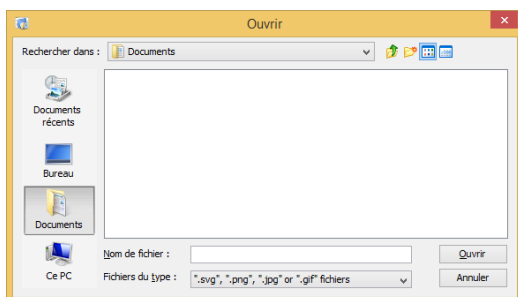 Ouvrir
Rechercher dans :
Documents
Documents
récents
Bureau
Documents
Ce PC
Nom de fichier :
Ouvrir
Fichiers du type :
".svg", ".png", ".jpg" or ".gif" fichiers
Annuler